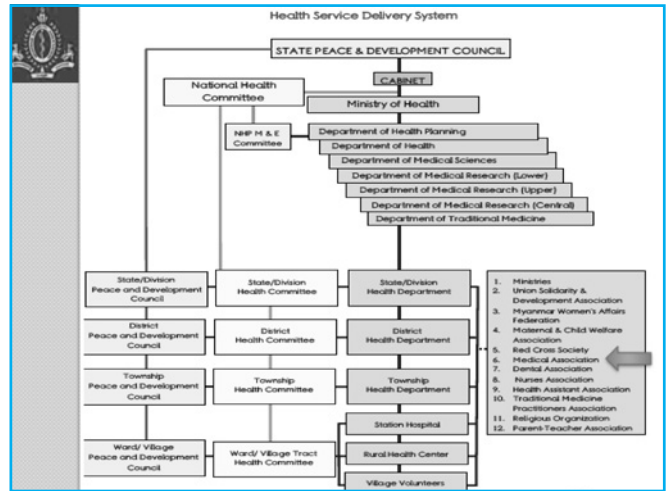 Health Service Delivery System
STATE PEACE & DEVELOPMENT COUNCIL
CABINET
National Health
Committee
Ministry of Health
NHP M & E
Committee
Department of Health Planning
Department of Health
Department of Medical Sciences
Department of Medical Research (Lower)
Department of Medical Research (Upper)
Department of Medical Research (Central)
Department of Traditional Medicine
State/Division
Peace and Development
Council
State/Division
Health Committee
State/Division
Health Department
District
Peace and Development
Council
District
Health Committee
District
Health Department
Township
Peace and Development
Council
Township
Health Committee
Township
Health Department
Station Hospital
Ward/ Village
Peace and Development
Council
Ward/ Village Tract
Health Committee
Rural Health Center
Village Volunteers
1. Ministries
2. Union Solidarity &
Development Association
3. Myanmar Women's Affairs
Federation
4. Maternal & Child Welfare
Association
5. Red Cross Society
6. Medical Association
7. Dental Association
8. Nurses Association
9. Health Assistant Association
10. Traditional Medicine
Practitioners Association
11. Religious Organization
12. Parent-Teacher Association